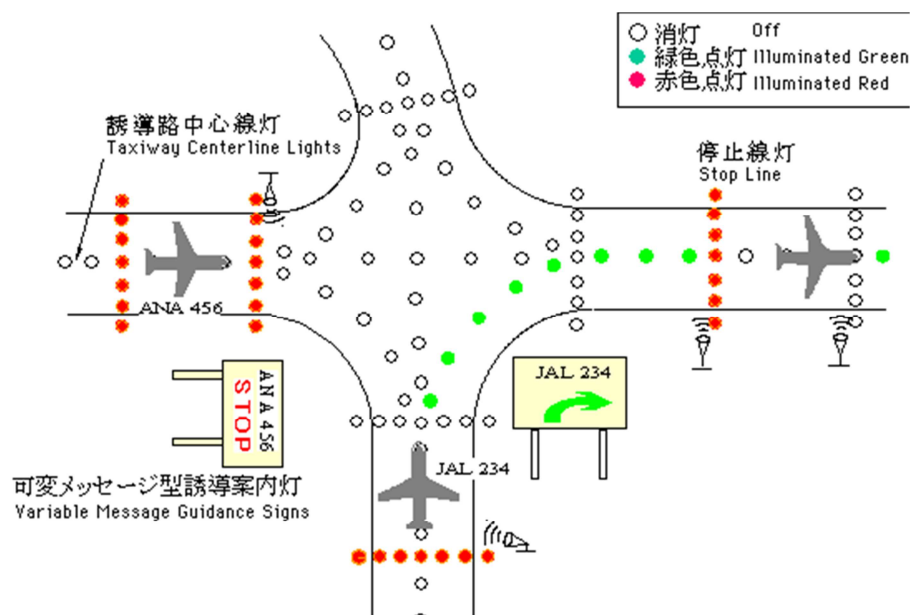 消灯 Off
緑色点灯 Illuminated Green
赤色点灯 Illuminated Red
誘導路中心線灯
Taxiway Centerline Lights
停止線灯
Stop Line
ANA 456
JAL 234
ANA 456
STOP
JAL 234
可変メッセージ型誘導案内灯
Variable Message Guidance Signs